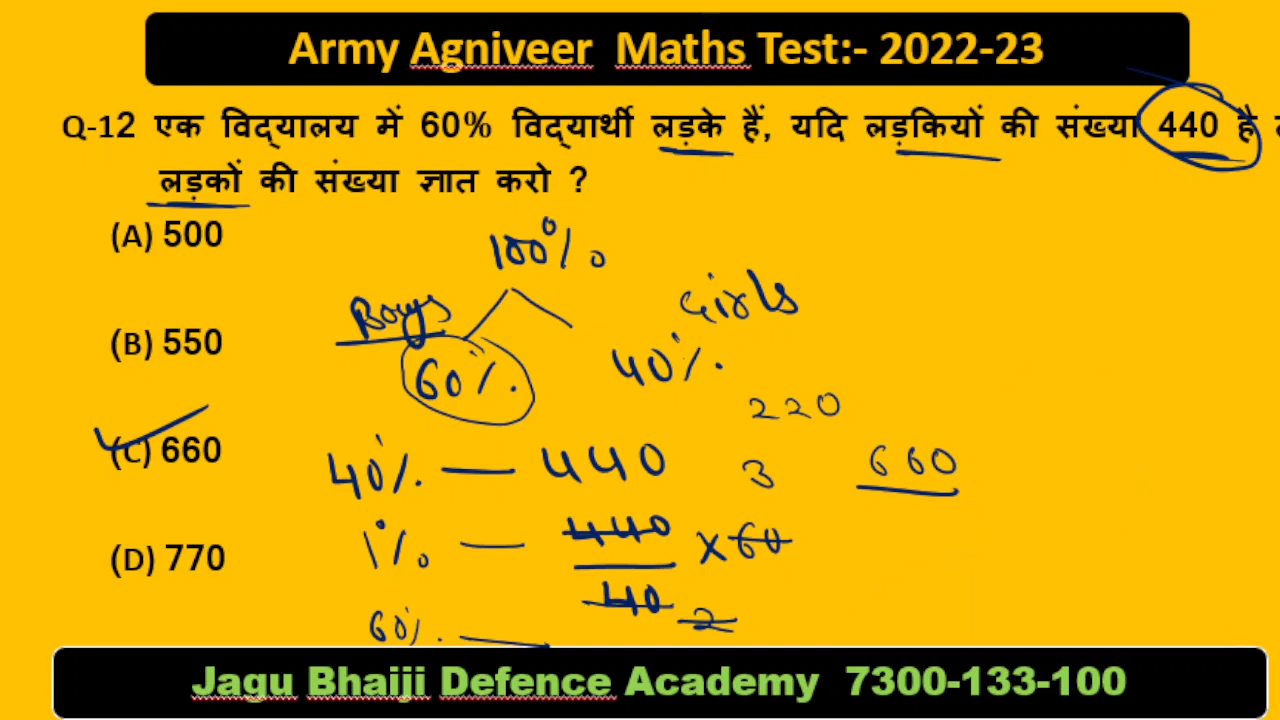 Army Agniveer Maths Test:- 2022-23
Q-12 एक विद्यालय में 60% विद्यार्थी लड़के हैं, यदि लड़कियों की संख्या 440 है
लड़कों की संख्या ज्ञात करो ?
(A) 500
100%
Boys
Girls
(B) 550
60%.
40%.
220
(C) 660
40%. — 440
3
660
1% — 440/40 x 60
2
(D) 770
60%. —
Jagu Bhaiji Defence Academy 7300-133-100